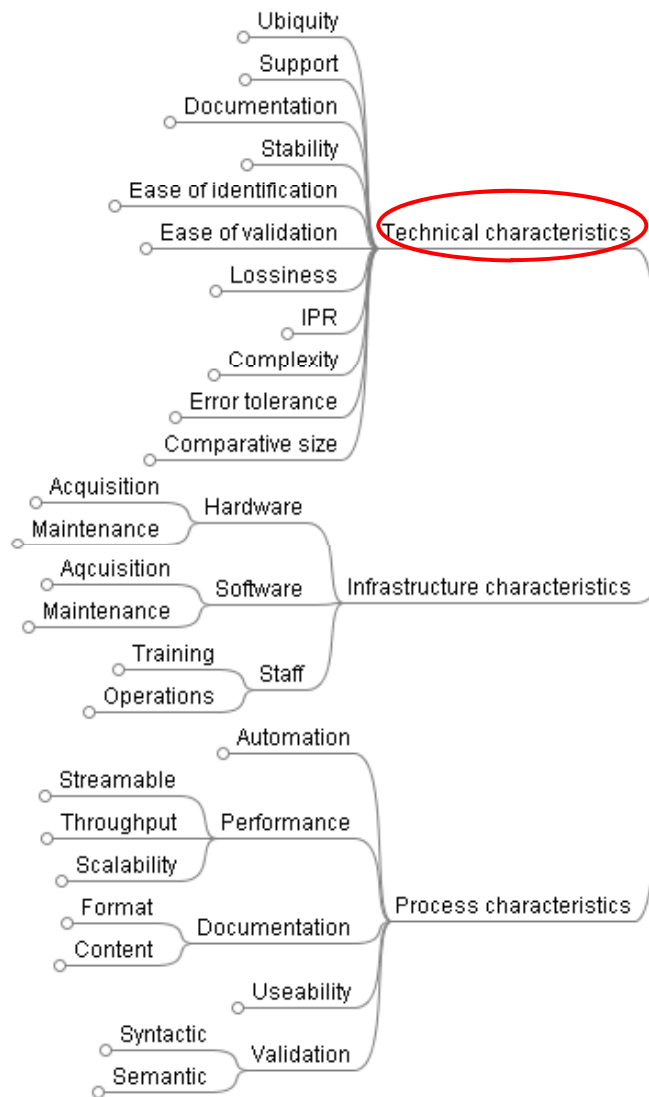 Ubiquity
Support
Documentation
Stability
Ease of identification
Ease of validation
Technical characteristics
Lossiness
IPR
Complexity
Error tolerance
Comparative size
Acquisition
Hardware
Maintenance
Aqcuisition
Software
Infrastructure characteristics
Maintenance
Training
Staff
Operations
Automation
Streamable
Throughput
Performance
Scalability
Process characteristics
Format
Documentation
Content
Useability
Syntactic
Validation
Semantic